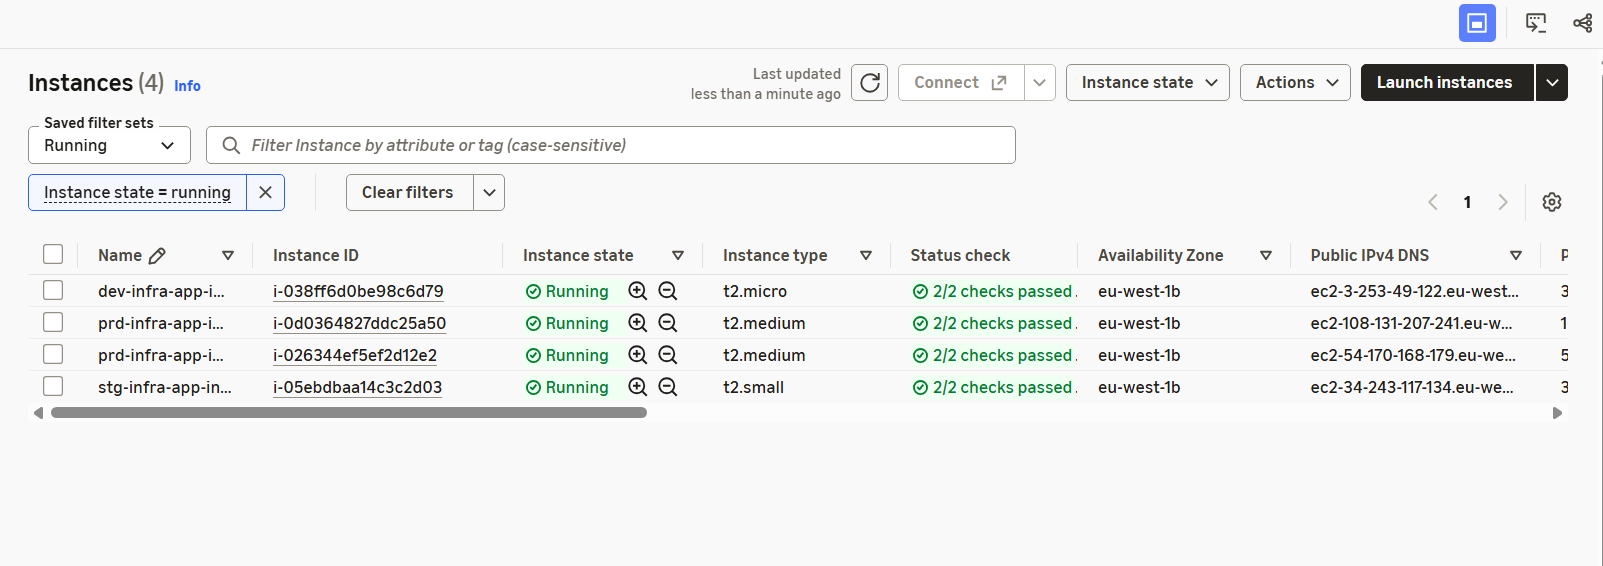 Instances (4) Info
Last updated
less than a minute ago
Connect
Instance state
Actions
Launch instances
Saved filter sets
Running
Filter Instance by attribute or tag (case-sensitive)
Instance state = running
Clear filters
1
Name Instance ID Instance state Instance type Status check Availability Zone Public IPv4 DNS P
dev-infra-app-i... i-038ff6d0be98c6d79 Running t2.micro 2/2 checks passed . eu-west-1b ec2-3-253-49-122.eu-west... 3
prd-infra-app-i... i-0d0364827ddc25a50 Running t2.medium 2/2 checks passed . eu-west-1b ec2-108-131-207-241.eu-w... 1
prd-infra-app-i... i-026344ef5ef2d12e2 Running t2.medium 2/2 checks passed . eu-west-1b ec2-54-170-168-179.eu-we... 5
stg-infra-app-in... i-05ebdbaa14c3c2d03 Running t2.small 2/2 checks passed . eu-west-1b ec2-34-243-117-134.eu-we... 3